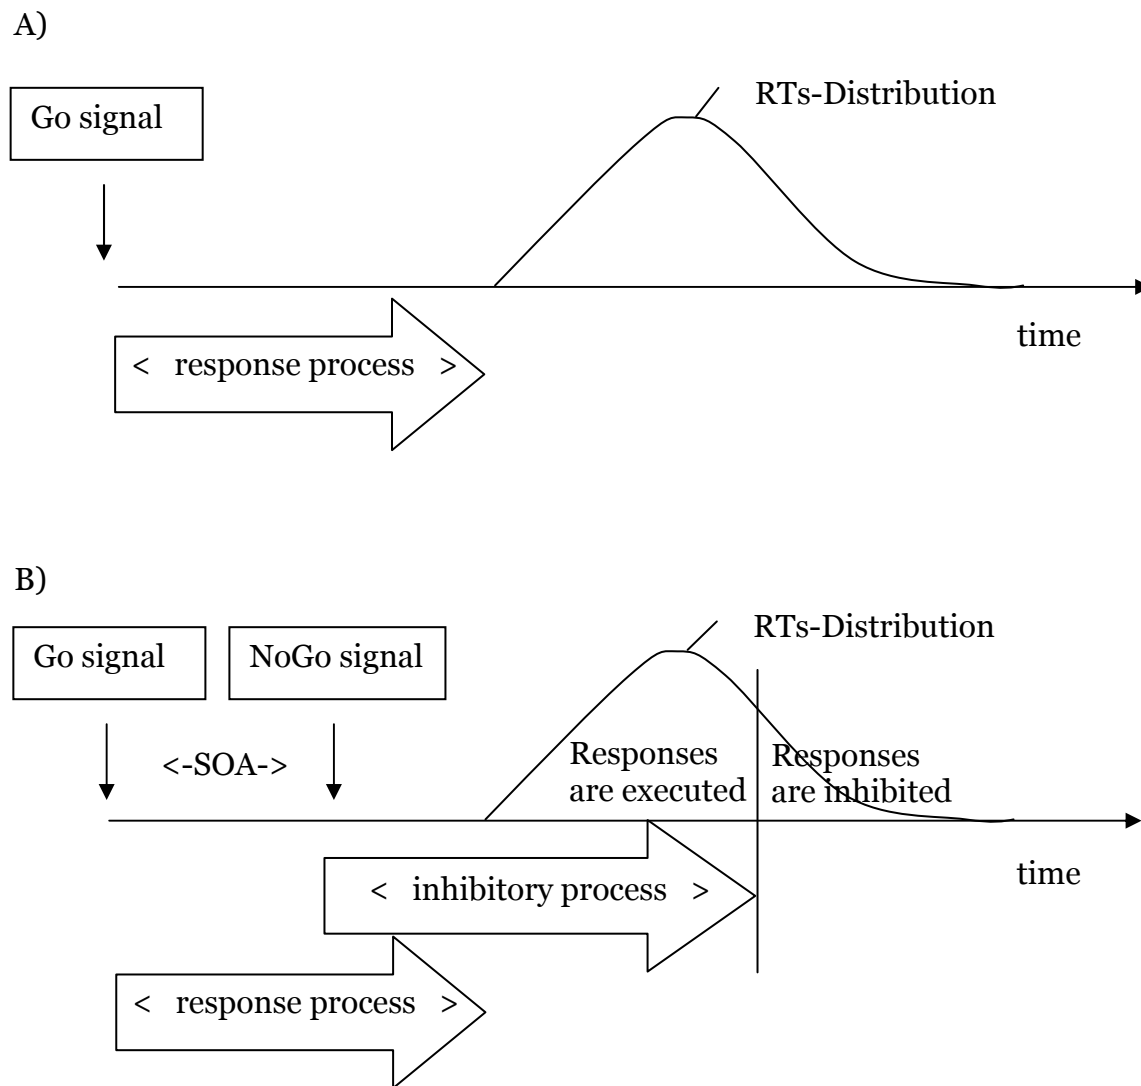 A)
RTs-Distribution
Go signal
time
< response process >
B)
RTs-Distribution
Go signal
NoGo signal
<-SOA->
Responses
are executed
Responses
are inhibited
time
< inhibitory process >
< response process >